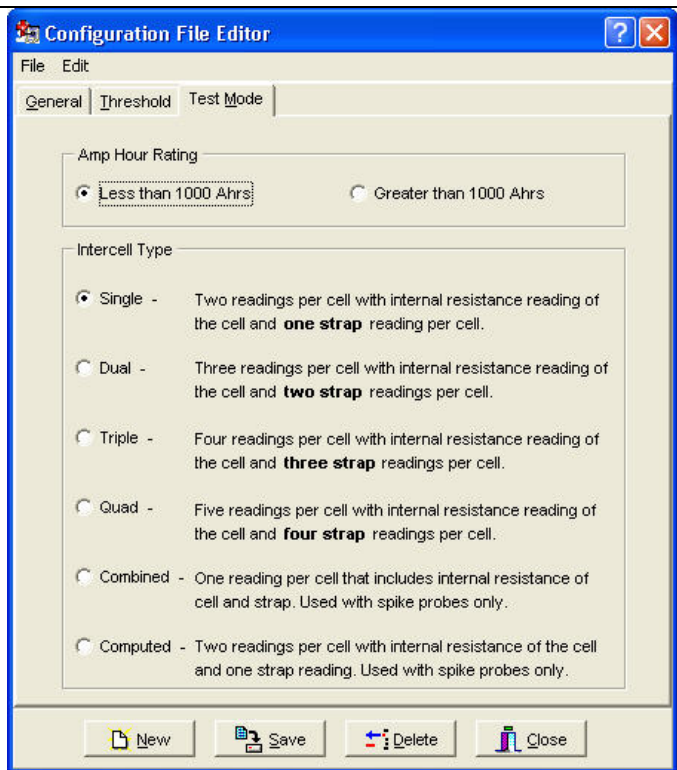 Configuration File Editor
File Edit
General Threshold Test Mode
Amp Hour Rating
Less than 1000 Ahrs Greater than 1000 Ahrs
Intercell Type
Single - Two readings per cell with internal resistance reading of
the cell and one strap reading per cell.
Dual - Three readings per cell with internal resistance reading of
the cell and two strap readings per cell.
Triple - Four readings per cell with internal resistance reading of
the cell and three strap readings per cell.
Quad - Five readings per cell with internal resistance reading of
the cell and four strap readings per cell.
Combined - One reading per cell that includes internal resistance of
cell and strap. Used with spike probes only.
Computed - Two readings per cell with internal resistance of the cell
and one strap reading. Used with spike probes only.
New Save Delete Close